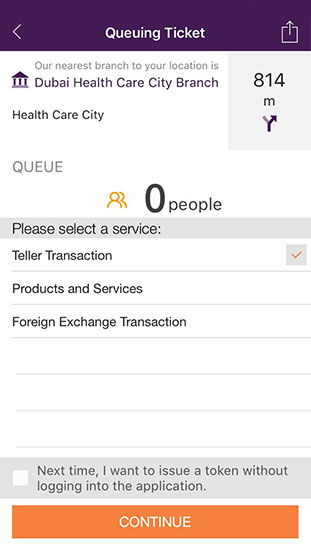 Queuing Ticket
Our nearest branch to your location is
Dubai Health Care City Branch
Health Care City
814
m
QUEUE
0 people
Please select a service:
Teller Transaction
Products and Services
Foreign Exchange Transaction
Next time, I want to issue a token without
logging into the application.
CONTINUE